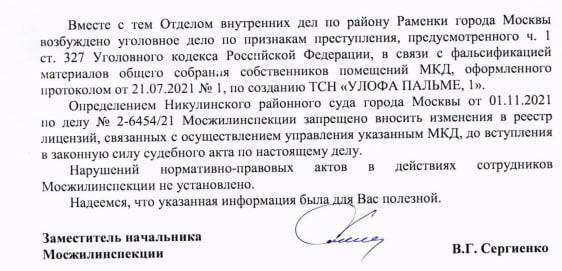 Вместе с тем Отделом внутренних дел по району Раменки города Москвы
возбуждено уголовное дело по признакам преступления, предусмотренного ч. 1
ст. 327 Уголовного кодекса Российской Федерации, в связи с фальсификацией
материалов общего собрания собственников помещений МКД, оформленного
протоколом от 21.07.2021 № 1, по созданию ТСН «УЛОФА ПАЛЬМЕ, 1».
Определением Никулинского районного суда города Москвы от 01.11.2021
по делу № 2-6454/21 Мосжилинспекции запрещено вносить изменения в реестр
лицензий, связанных с осуществлением управления указанным МКД, до вступления
в законную силу судебного акта по настоящему делу.
Нарушений нормативно-правовых актов в действиях сотрудников
Мосжилинспекции не установлено.
Надеемся, что указанная информация была для Вас полезной.
Заместитель начальника
Мосжилинспекции
В.Г. Сергиенко